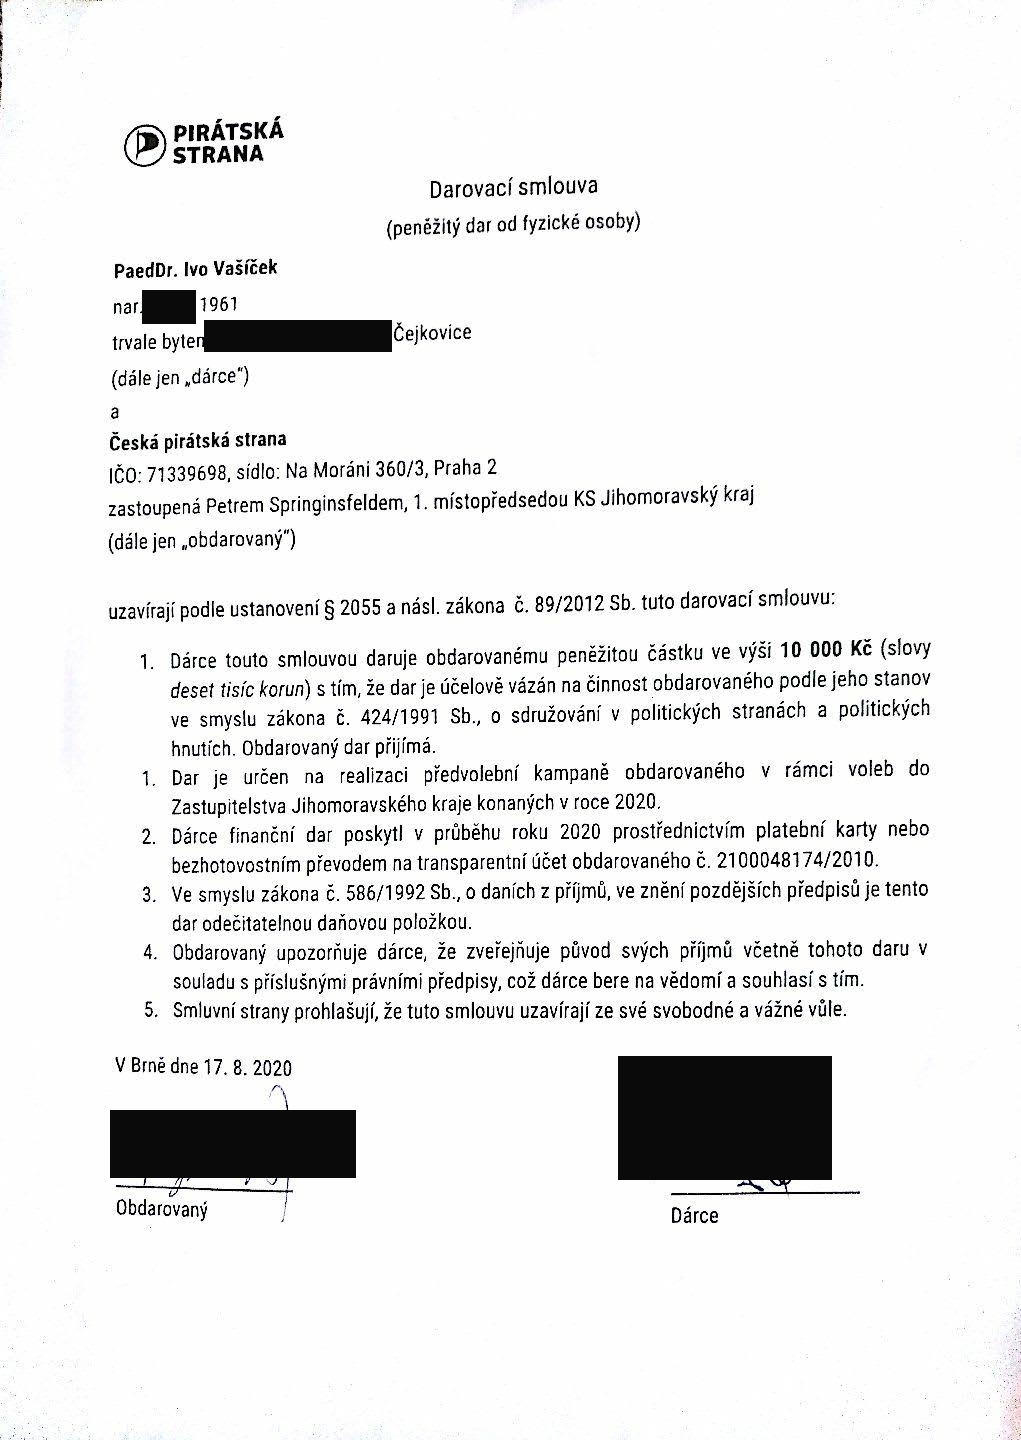 PIRÁTSKÁ
STRANA
Darovací smlouva
(peněžitý dar od fyzické osoby)
PaedDr. Ivo Vašíček
nar. 1961
trvale bytem Čejkovice
(dále jen „dárce“)
a
Česká pirátská strana
IČO: 71339698, sídlo: Na Moráni 360/3, Praha 2
zastoupená Petrem Springinsfeldem, 1. místopředsedou KS Jihomoravský kraj
(dále jen „obdarovaný“)
uzavírají podle ustanovení § 2055 a násl. zákona č. 89/2012 Sb. tuto darovací smlouvu:
1. Dárce touto smlouvou daruje obdarovanému peněžitou částku ve výši 10 000 Kč (slovy
deset tisíc korun) s tím, že dar je účelově vázán na činnost obdarovaného podle jeho stanov
ve smyslu zákona č. 424/1991 Sb., o sdružování v politických stranách a politických
hnutích. Obdarovaný dar přijímá.
1. Dar je určen na realizaci předvolební kampaně obdarovaného v rámci voleb do
Zastupitelstva Jihomoravského kraje konaných v roce 2020.
2. Dárce finanční dar poskytl v průběhu roku 2020 prostřednictvím platební karty nebo
bezhotovostním převodem na transparentní účet obdarovaného č. 2100048174/2010.
3. Ve smyslu zákona č. 586/1992 Sb., o daních z příjmů, ve znění pozdějších předpisů je tento
dar odečitatelnou daňovou položkou.
4. Obdarovaný upozorňuje dárce, že zveřejňuje původ svých příjmů včetně tohoto daru v
souladu s příslušnými právními předpisy, což dárce bere na vědomí a souhlasí s tím.
5. Smluvní strany prohlašují, že tuto smlouvu uzavírají ze své svobodné a vážné vůle.
V Brně dne 17. 8. 2020
Obdarovaný
Dárce